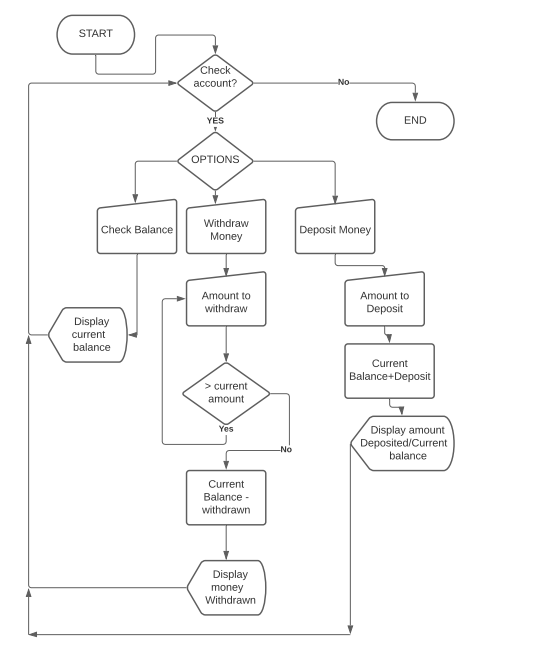 START
Check
account?
No
END
YES
OPTIONS
Check Balance
Withdraw
Money
Deposit Money
Amount to
withdraw
Amount to
Deposit
Display
current
balance
> current
amount
Current
Balance+Deposit
Yes
No
Display amount
Deposited/Current
balance
Current
Balance -
withdrawn
Display
money
Withdrawn